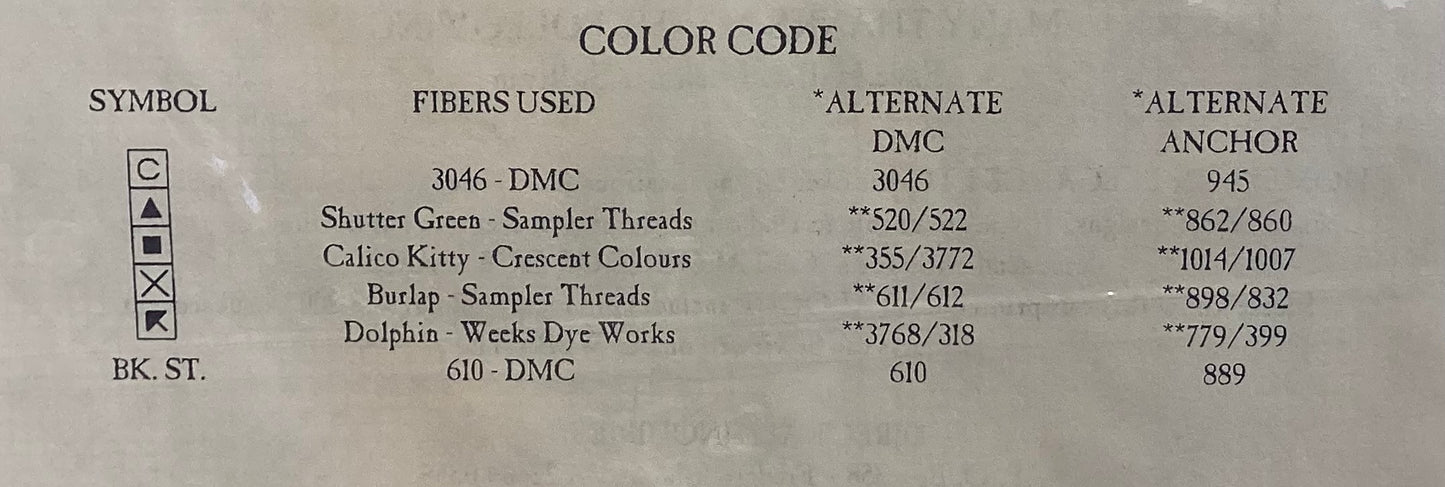 COLOR CODE
SYMBOL FIBERS USED *ALTERNATE *ALTERNATE
DMC ANCHOR
C 3046 - DMC 3046 945
▲ Shutter Green - Sampler Threads **520/522 **862/860
■ Calico Kitty - Crescent Colours **355/3772 **1014/1007
X Burlap - Sampler Threads **611/612 **898/832
Dolphin - Weeks Dye Works **3768/318 **779/399
BK. ST. 610 - DMC 610 889